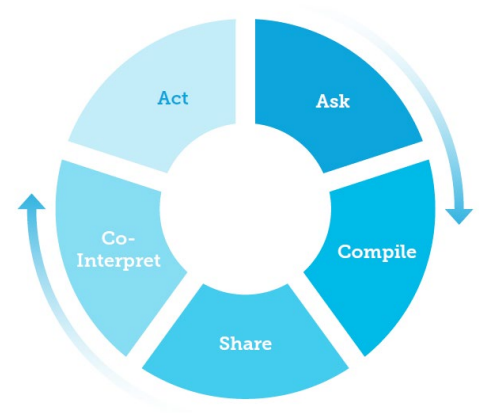 Ask
Compile
Share
Co-
Interpret
Act